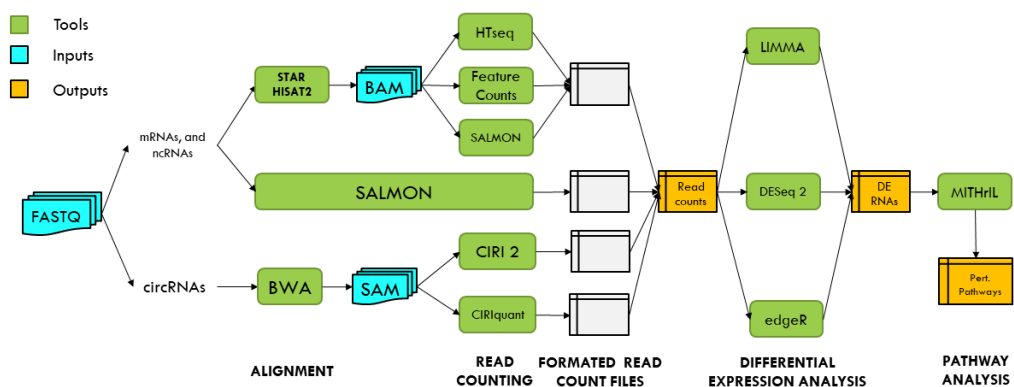 Tools
Inputs
Outputs
FASTQ
mRNAs, and
ncRNAs
circRNAs
STAR
HISAT2
BAM
HTseq
Feature
Counts
SALMON
SALMON
BWA
SAM
CIRI 2
CIRIquant
Read
counts
LIMMA
DESeq 2
edgeR
DE
RNAs
MITHrIL
Pert.
Pathways
ALIGNMENT
READ
COUNTING
FORMATED READ
COUNT FILES
DIFFERENTIAL
EXPRESSION ANALYSIS
PATHWAY
ANALYSIS